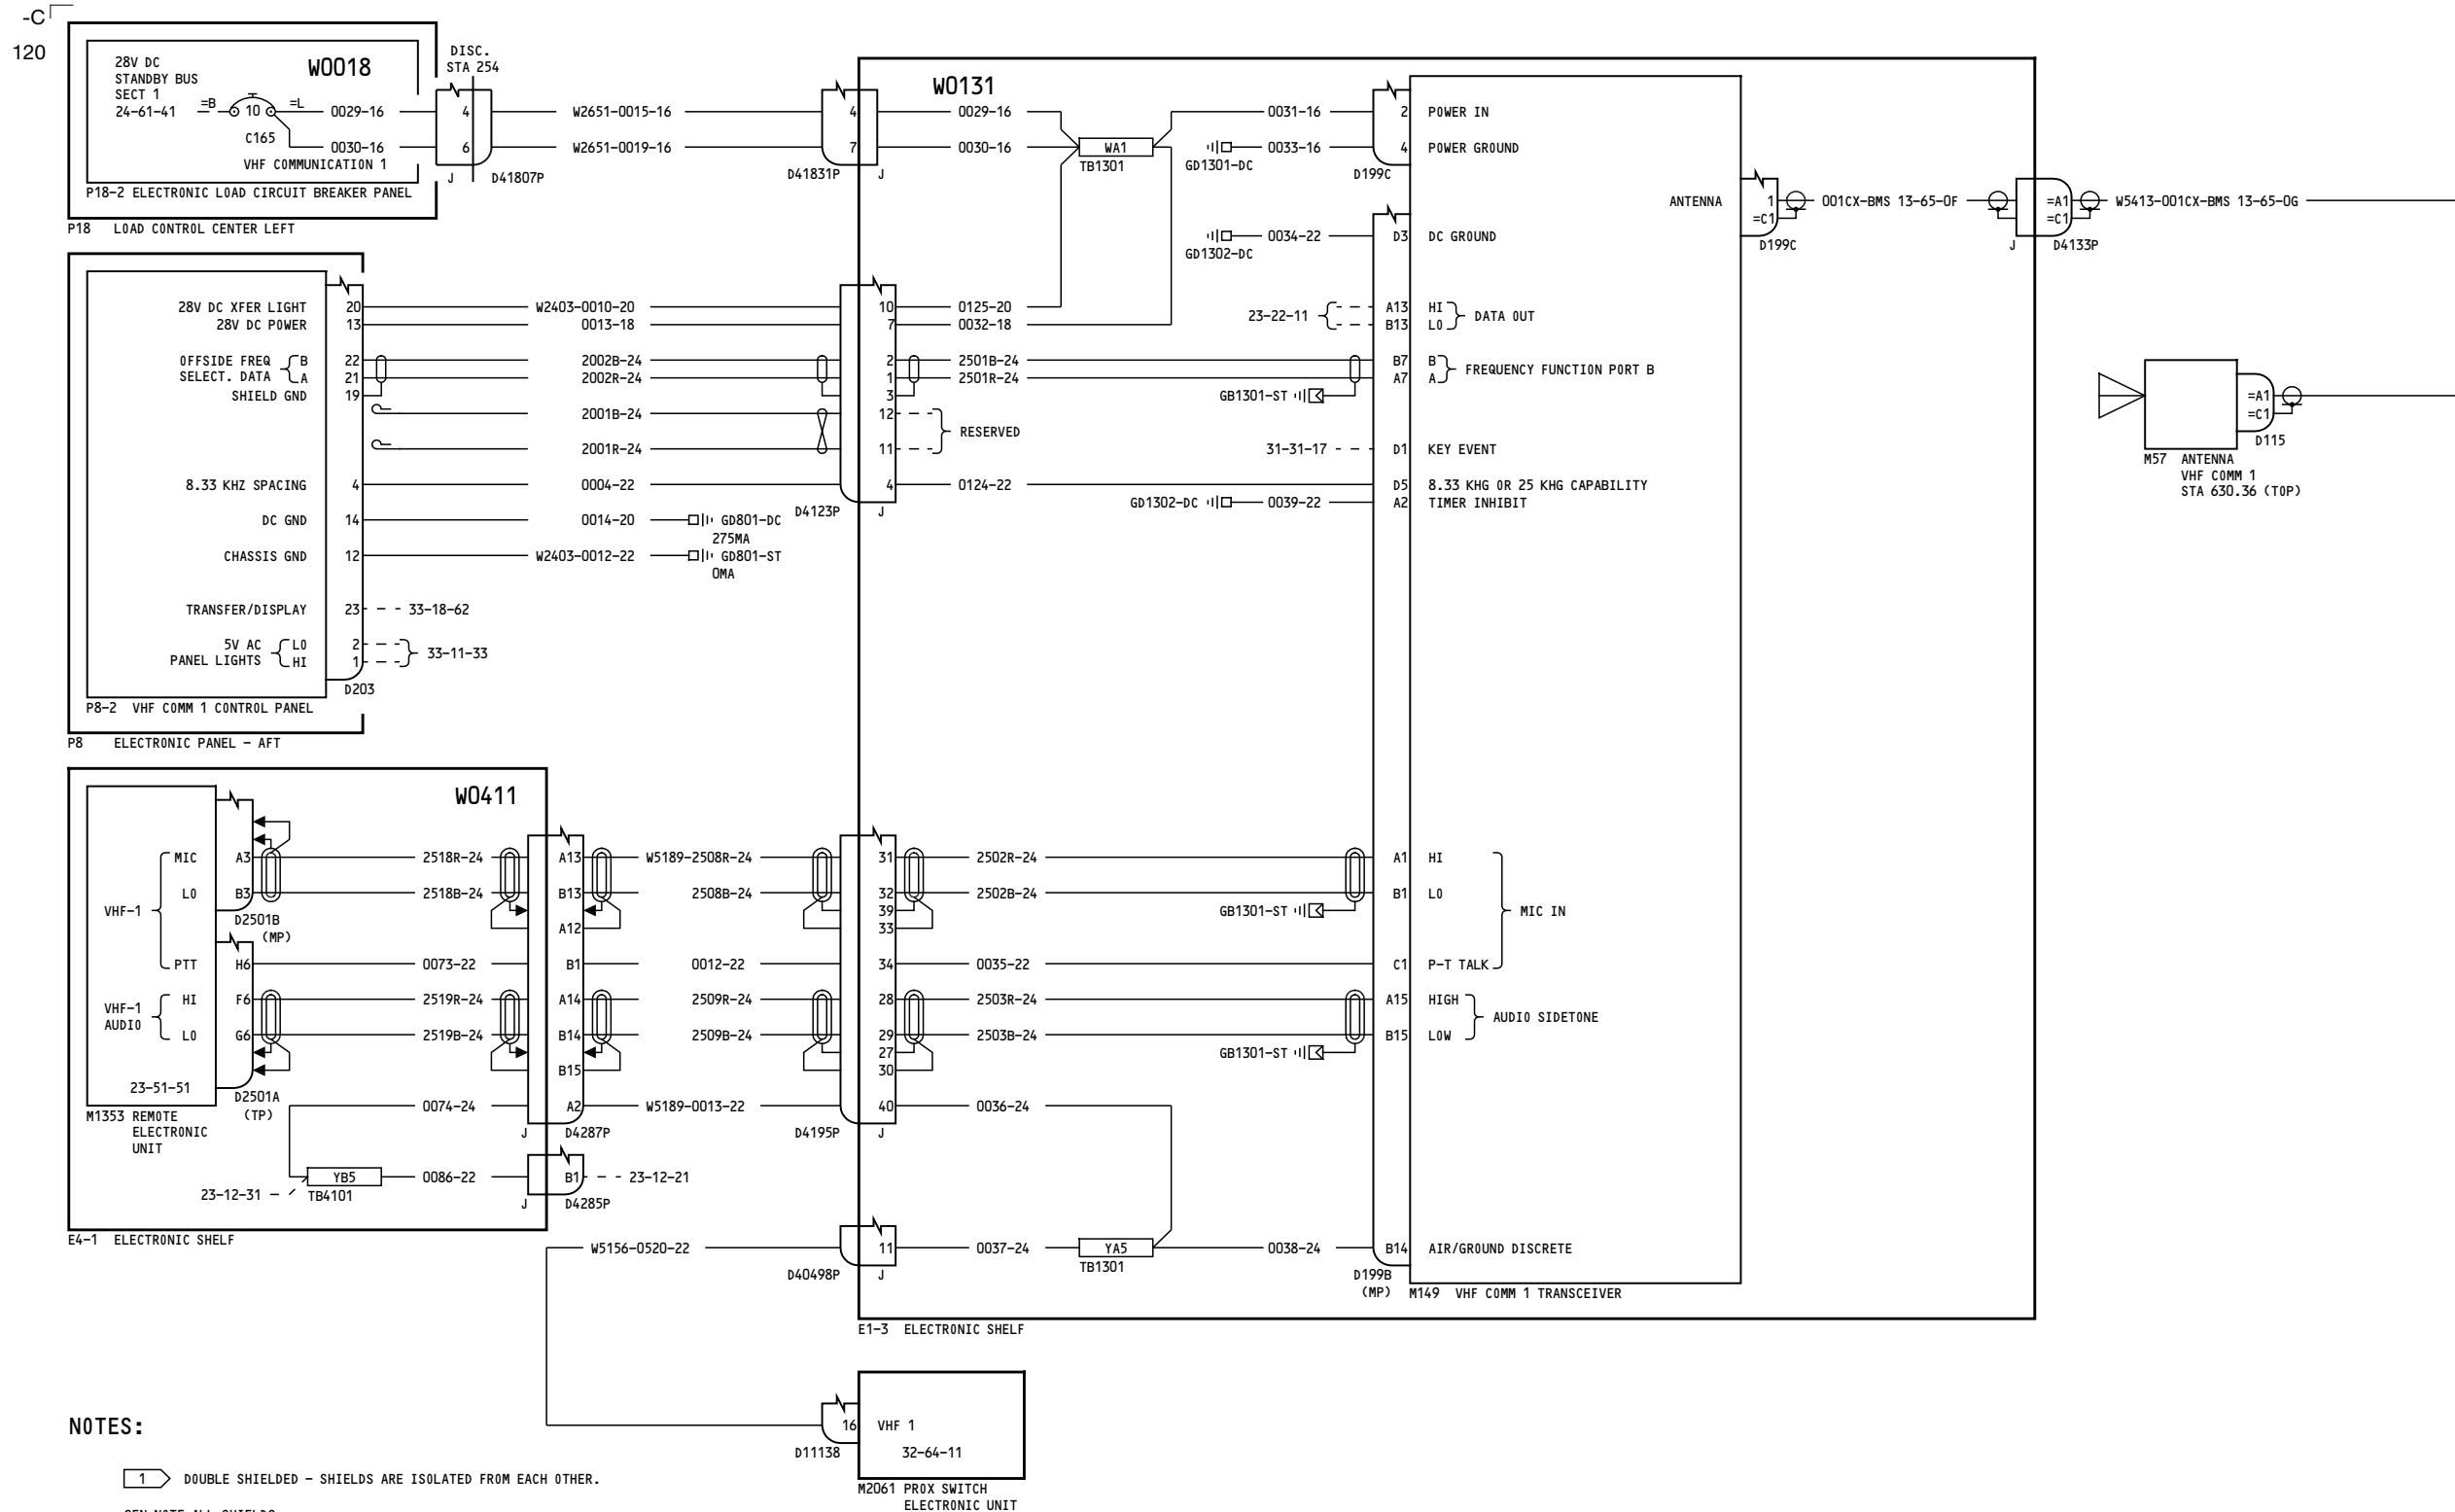 -C
120
28V DC
STANDBY BUS
SECT 1
24-61-41
=B
10
=L
C165
W0018
0029-16
0030-16
VHF COMMUNICATION 1
P18-2 ELECTRONIC LOAD CIRCUIT BREAKER PANEL
P18 LOAD CONTROL CENTER LEFT
DISC.
STA 254
4
6
J
D41807P
W2651-0015-16
W2651-0019-16
4
7
D41831P
J
W0131
0029-16
0030-16
WA1
TB1301
0031-16
GD1301-DC
0033-16
2
4
D199C
POWER IN
POWER GROUND
GD1302-DC
0034-22
D3
DC GROUND
ANTENNA
1
=C1
D199C
001CX-BMS 13-65-0F
=A1
=C1
J
D4133P
W5413-001CX-BMS 13-65-0G
28V DC XFER LIGHT
20
W2403-0010-20
10
0125-20
28V DC POWER
13
0013-18
7
0032-18
OFFSIDE FREQ
SELECT. DATA
B
A
22
21
2002B-24
2002R-24
2
1
2501B-24
2501R-24
SHIELD GND
19
3
2001B-24
12
2001R-24
11
RESERVED
8.33 KHZ SPACING
4
0004-22
4
0124-22
D4123P
J
DC GND
14
0014-20
GD801-DC
275MA
CHASSIS GND
12
W2403-0012-22
GD801-ST
0MA
TRANSFER/DISPLAY
23
33-18-62
5V AC
PANEL LIGHTS
LO
HI
2
1
33-11-33
D203
P8-2 VHF COMM 1 CONTROL PANEL
P8 ELECTRONIC PANEL - AFT
23-22-11
A13
B13
HI
LO
DATA OUT
B7
A7
B
A
FREQUENCY FUNCTION PORT B
GB1301-ST
31-31-17
D1
KEY EVENT
D5
8.33 KHG OR 25 KHG CAPABILITY
GD1302-DC
0039-22
A2
TIMER INHIBIT
=A1
=C1
D115
M57 ANTENNA
VHF COMM 1
STA 630.36 (TOP)
W0411
VHF-1
MIC
A3
2518R-24
A13
W5189-2508R-24
31
2502R-24
A1
HI
LO
B3
2518B-24
B13
2508B-24
32
2502B-24
B1
LO
D2501B
(MP)
A12
39
33
GB1301-ST
MIC IN
PTT
H6
0073-22
B1
0012-22
34
0035-22
C1
P-T TALK
VHF-1
AUDIO
HI
F6
2519R-24
A14
2509R-24
28
2503R-24
A15
HIGH
LO
G6
2519B-24
B14
2509B-24
29
2503B-24
B15
LOW
AUDIO SIDETONE
B15
27
30
GB1301-ST
23-51-51
D2501A
(TP)
M1353 REMOTE
ELECTRONIC
UNIT
0074-24
A2
W5189-0013-22
40
0036-24
J
D4287P
D4195P
J
23-12-31
YB5
TB4101
0086-22
B1
23-12-21
J
D4285P
E4-1 ELECTRONIC SHELF
W5156-0520-22
11
0037-24
YA5
TB1301
0038-24
B14
AIR/GROUND DISCRETE
D40498P
J
D199B
(MP)
M149 VHF COMM 1 TRANSCEIVER
E1-3 ELECTRONIC SHELF
16
VHF 1
32-64-11
D11138
M2061 PROX SWITCH
ELECTRONIC UNIT
NOTES:
1 DOUBLE SHIELDED - SHIELDS ARE ISOLATED FROM EACH OTHER.